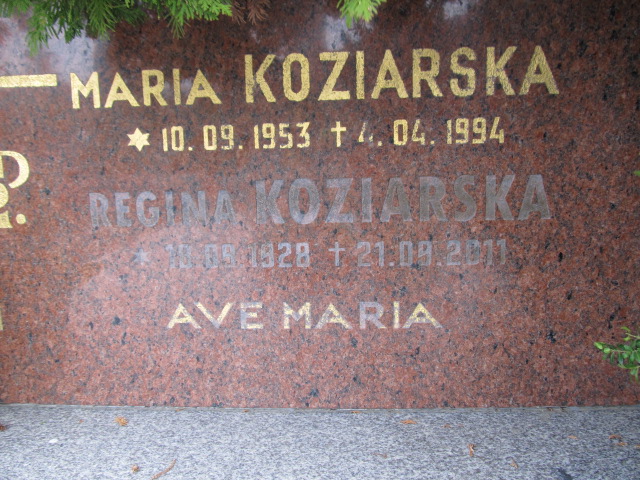 MARIA KOZIARSKA
10.09.1953 † 4.04.1994
P.
REGINA KOZIARSKA
† 21.09.2011
AVE MARIA